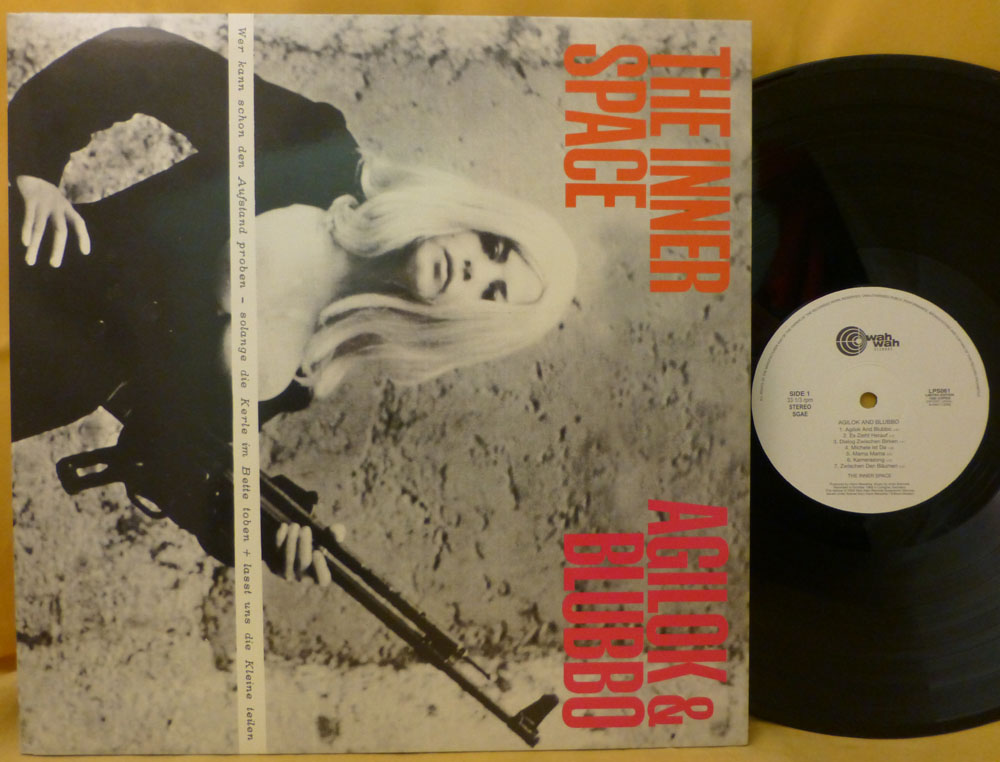 THE INNER
SPACE
AGILOK &
BLUBBO
Wer kann schon den Aufstand proben - solange die Kerle im Bette toben + lasst uns die Kleine teilen
wah
wah
SIDE 1
33 1/3 rpm
STEREO
SGAE
LPS061
AGILOK AND BLUBBO
1. Agilok And Blubbo
2. Es Zieht Herauf
3. Dialog Zwischen Birken
4. Michele Ist Da
5. Mama Mama
6. Kamerasong
7. Zwischen Den Bäumen
THE INNER SPACE